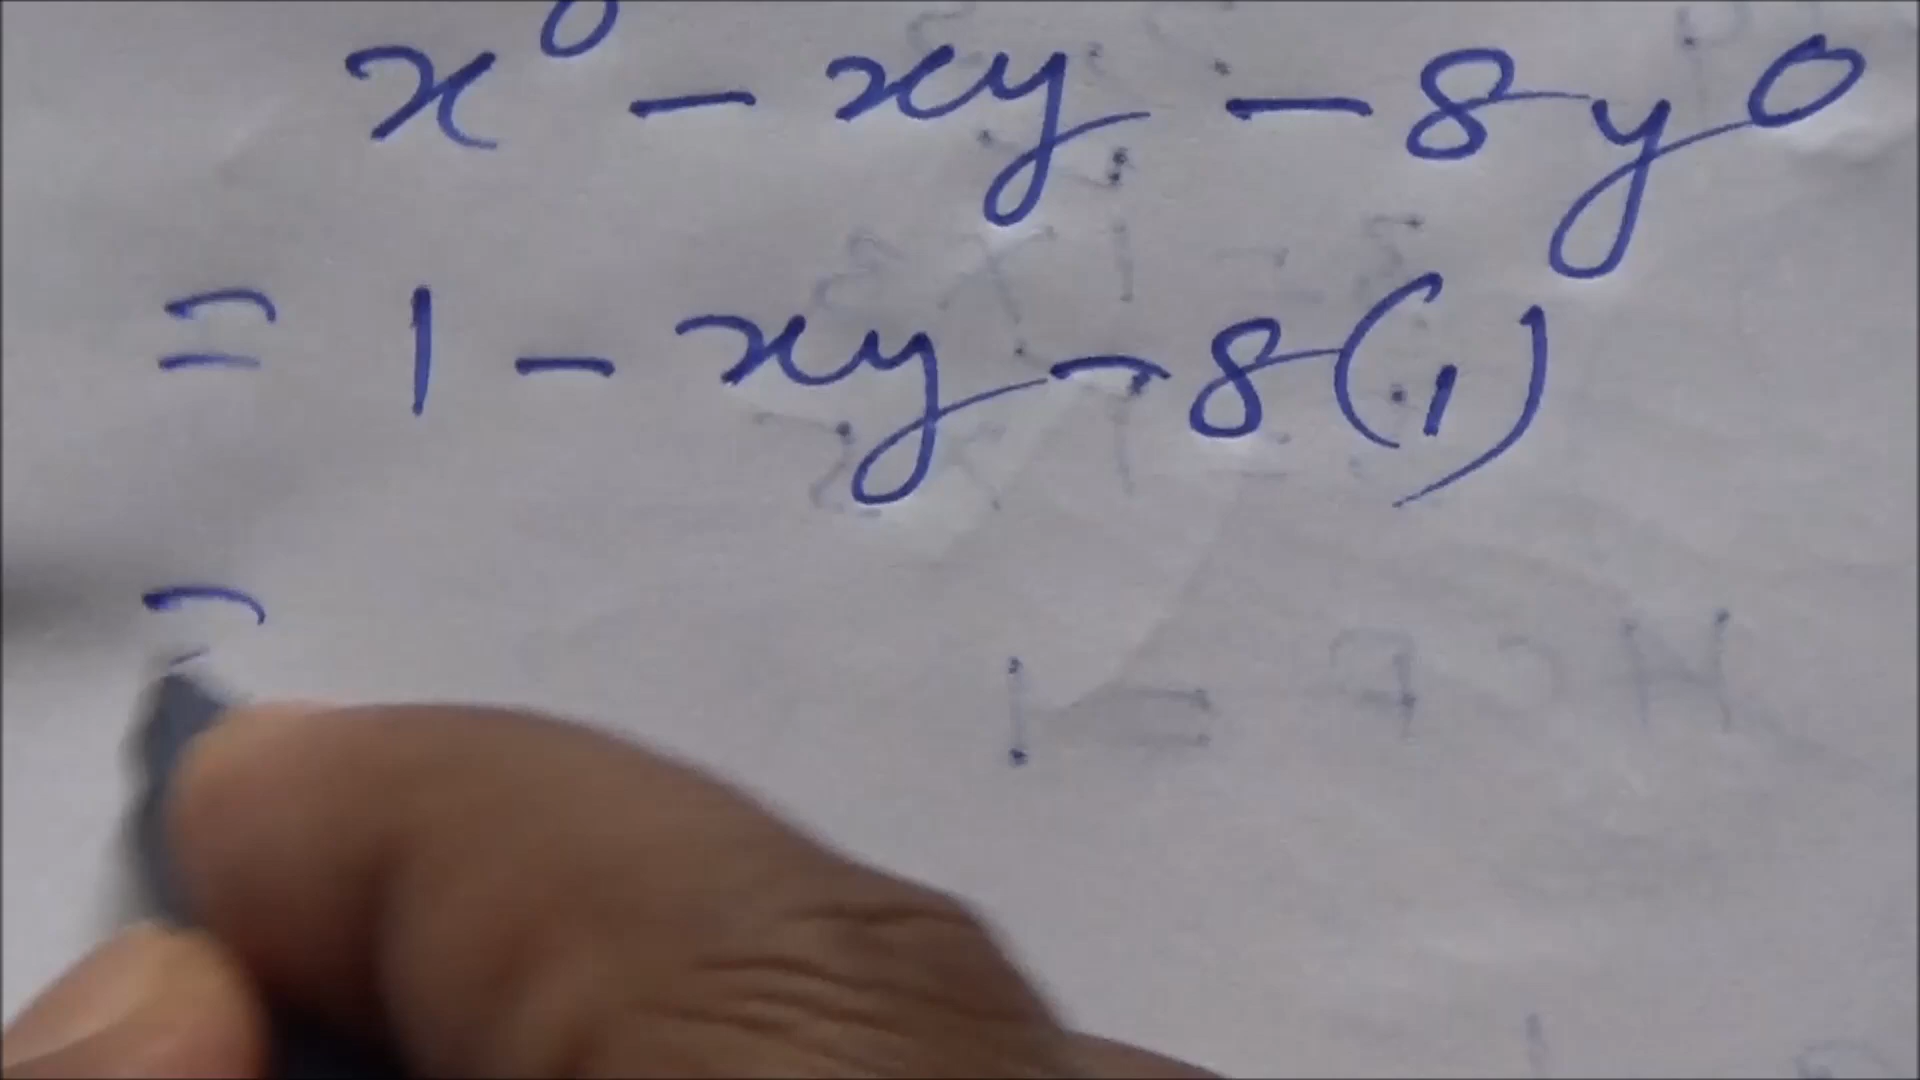 x⁰ - xy - 8y⁰
= 1 - xy - 8(1)
=